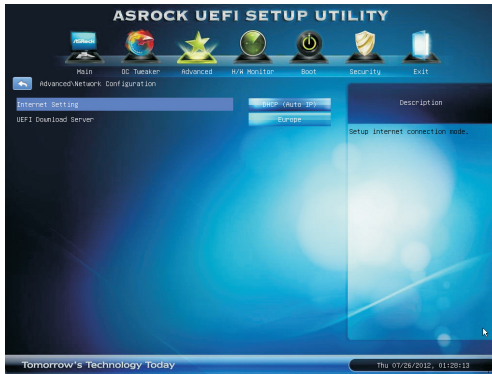 ASROCK UEFI SETUP UTILITY
ASRock
Main OC Tweaker Advanced H/W Monitor Boot Security Exit
Advanced\Network Configuration
Internet Setting DHCP (Auto IP)
UEFI Download Server Europe
Description
Setup internet connection mode.
Tomorrow's Technology Today
Thu 07/26/2012, 01:28:13